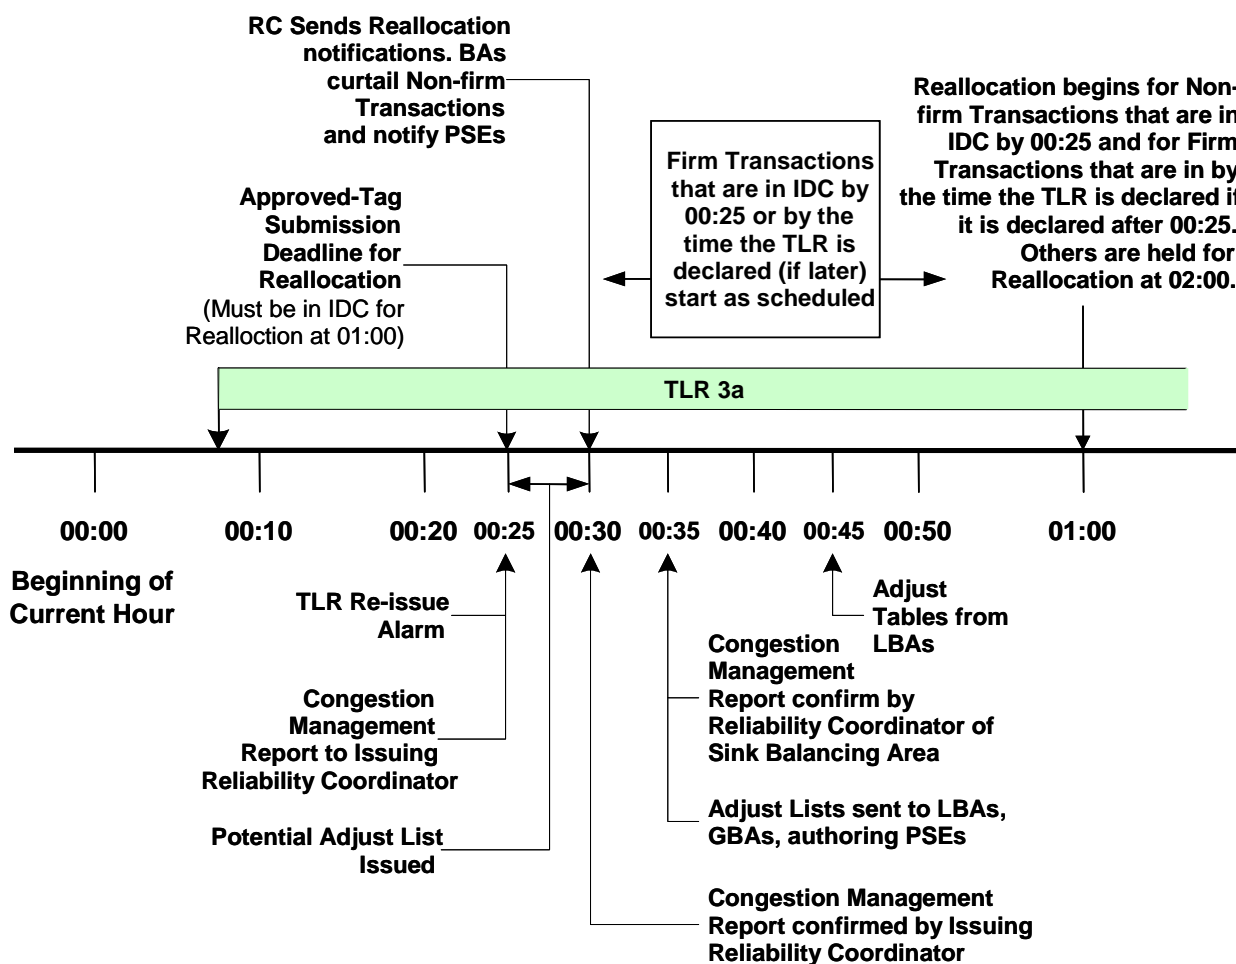 RC Sends Reallocation
notifications. BAs
curtail Non-firm
Transactions
and notify PSEs
Approved-Tag
Submission
Deadline for
Reallocation
(Must be in IDC for
Realloction at 01:00)
Firm Transactions
that are in IDC by
00:25 or by the
time the TLR is
declared (if later)
start as scheduled
Reallocation begins for Non-
firm Transactions that are in
IDC by 00:25 and for Firm
Transactions that are in by
the time the TLR is declared if
it is declared after 00:25.
Others are held for
Reallocation at 02:00.
TLR 3a
00:00 00:10 00:20 00:25 00:30 00:35 00:40 00:45 00:50 01:00
Beginning of
Current Hour
TLR Re-issue
Alarm
Congestion
Management
Report to Issuing
Reliability Coordinator
Potential Adjust List
Issued
Adjust
Tables from
LBAs
Congestion
Management
Report confirm by
Reliability Coordinator of
Sink Balancing Area
Adjust Lists sent to LBAs,
GBAs, authoring PSEs
Congestion Management
Report confirmed by Issuing
Reliability Coordinator